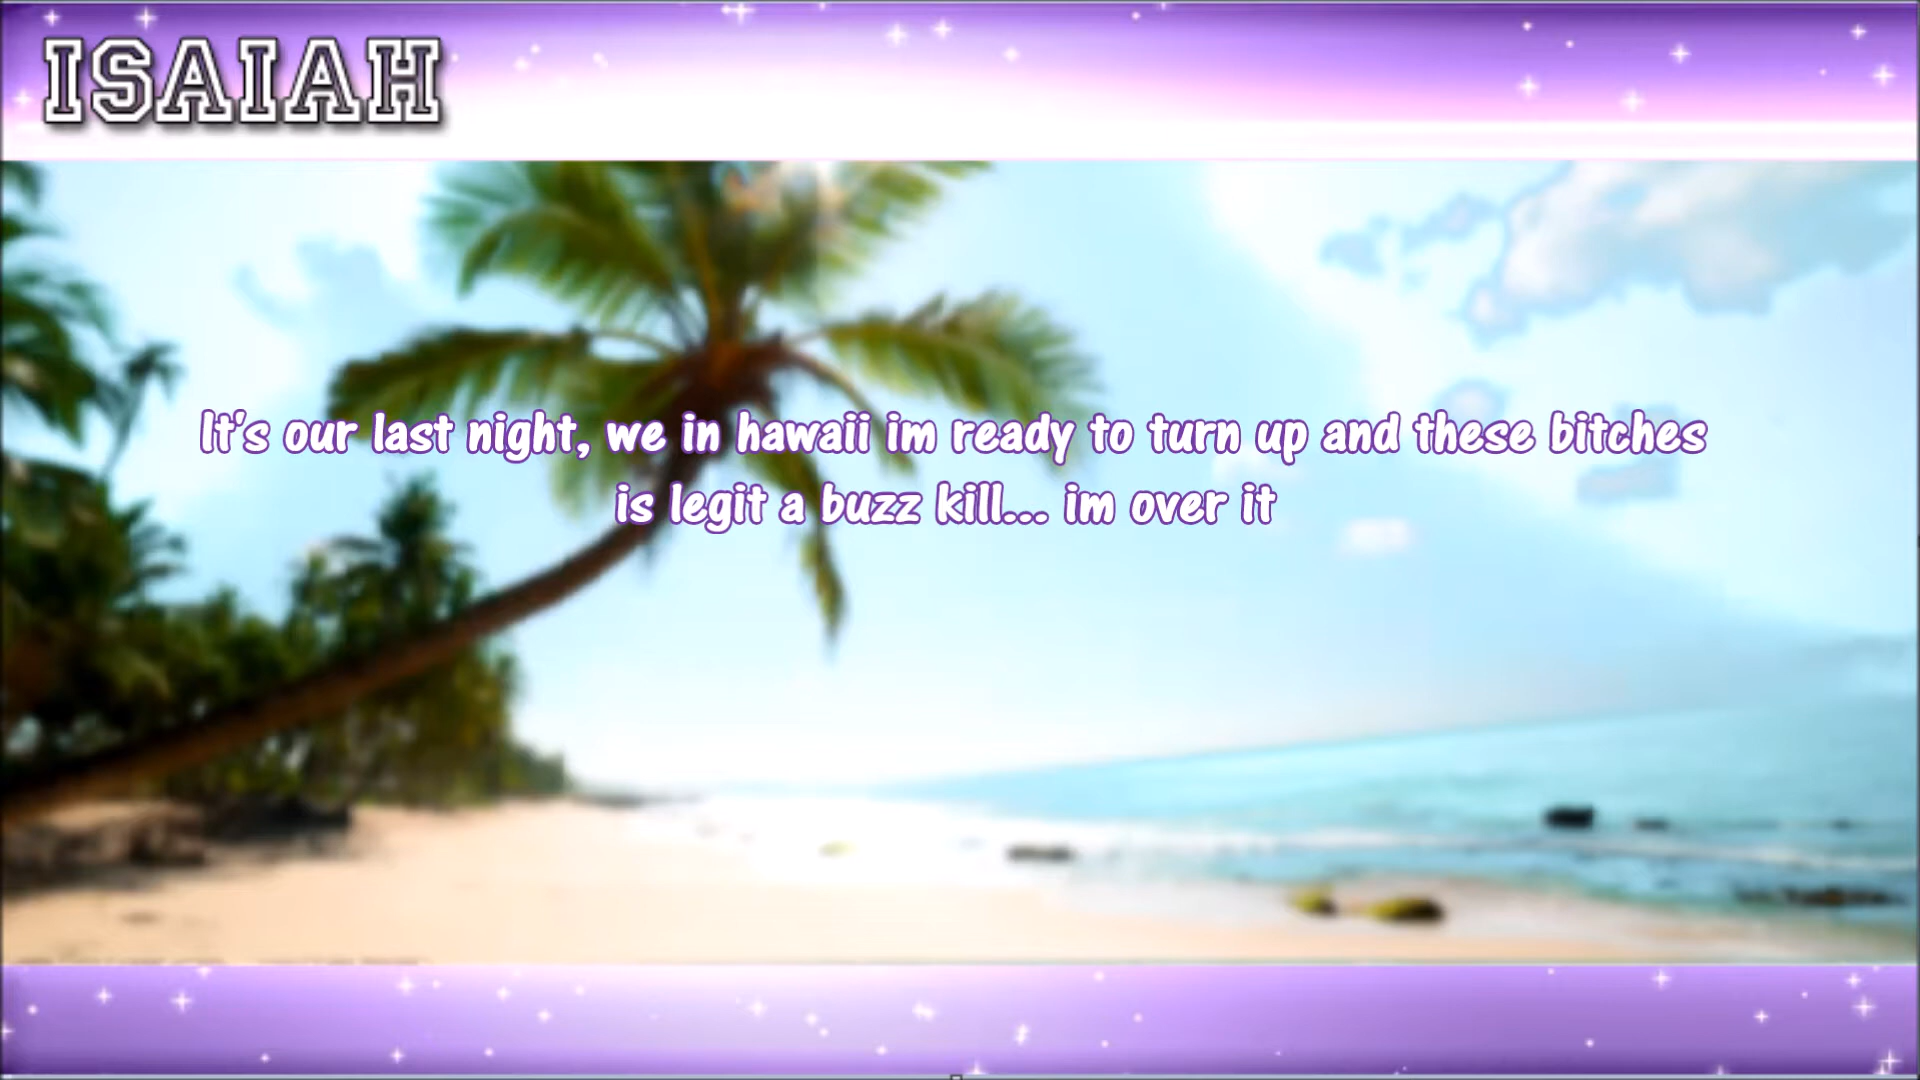 ISAIAH
It's our last night, we in hawaii im ready to turn up and these bitches
is legit a buzz kill... im over it